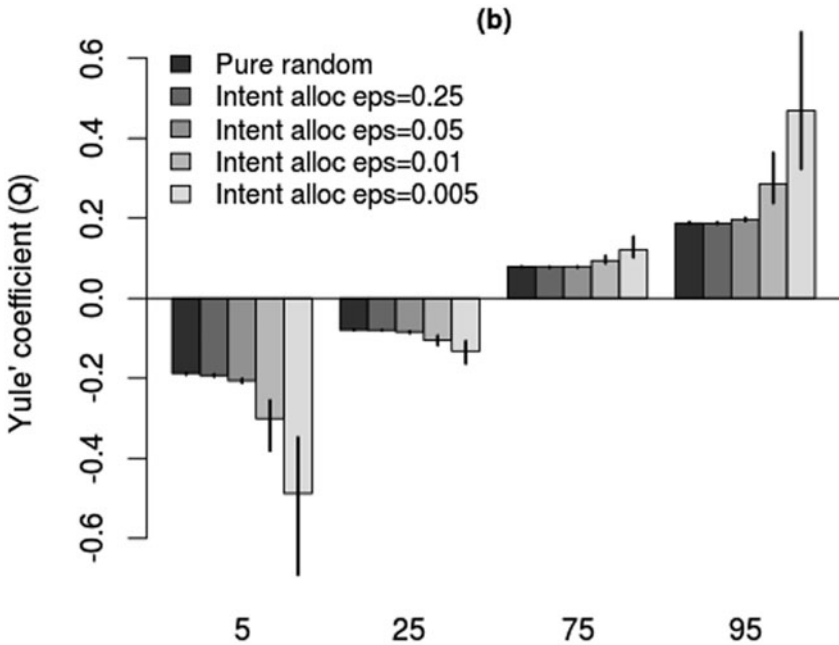 (b)
Pure random
Intent alloc eps=0.25
Intent alloc eps=0.05
Intent alloc eps=0.01
Intent alloc eps=0.005
Yule' coefficient (Q)
0.6
0.4
0.2
0.0
-0.2
-0.4
-0.6
5 25 75 95